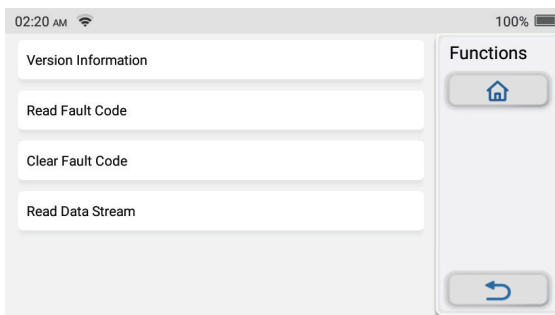 02:20 AM
100%
Functions
Version Information
Read Fault Code
Clear Fault Code
Read Data Stream